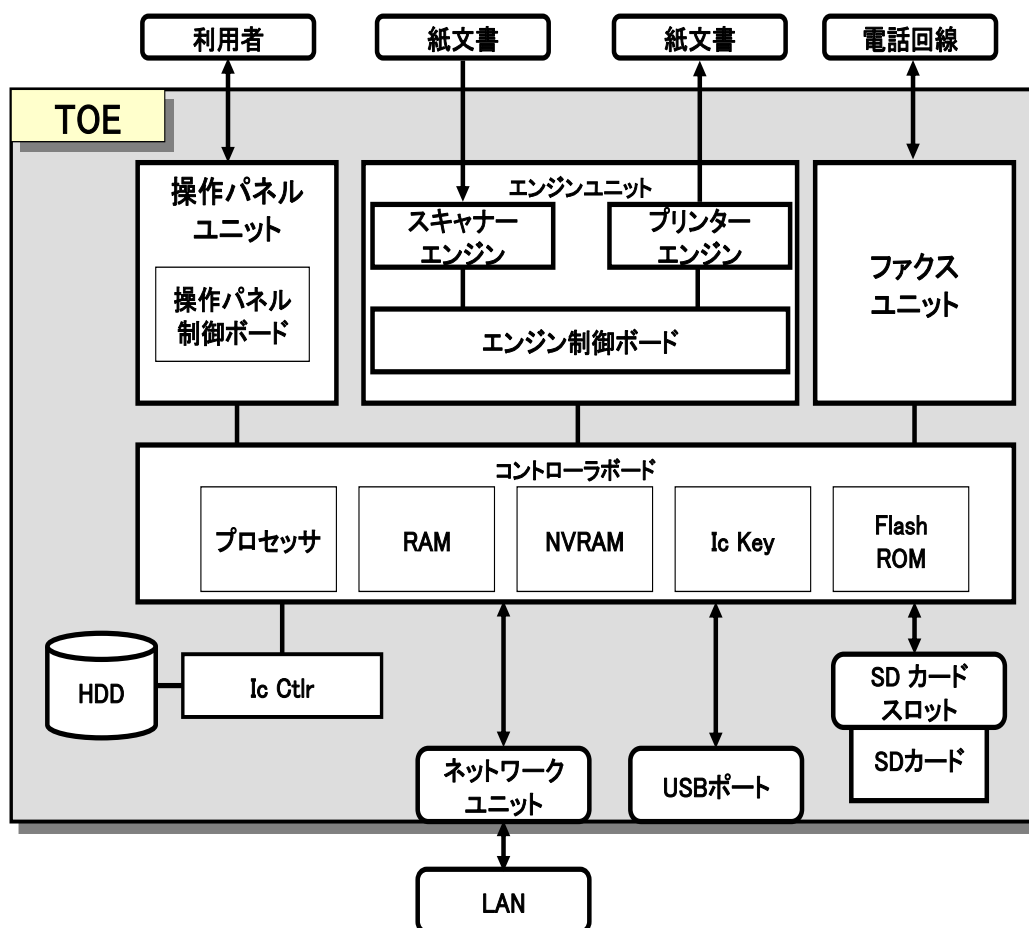 利用者
紙文書
紙文書
電話回線
TOE
操作パネル
ユニット
操作パネル
制御ボード
エンジンユニット
スキャナー
エンジン
プリンター
エンジン
エンジン制御ボード
ファクス
ユニット
コントローラボード
プロセッサ
RAM
NVRAM
Ic Key
Flash
ROM
HDD
Ic Ctlr
SD カード
スロット
SDカード
ネットワーク
ユニット
USBポート
LAN